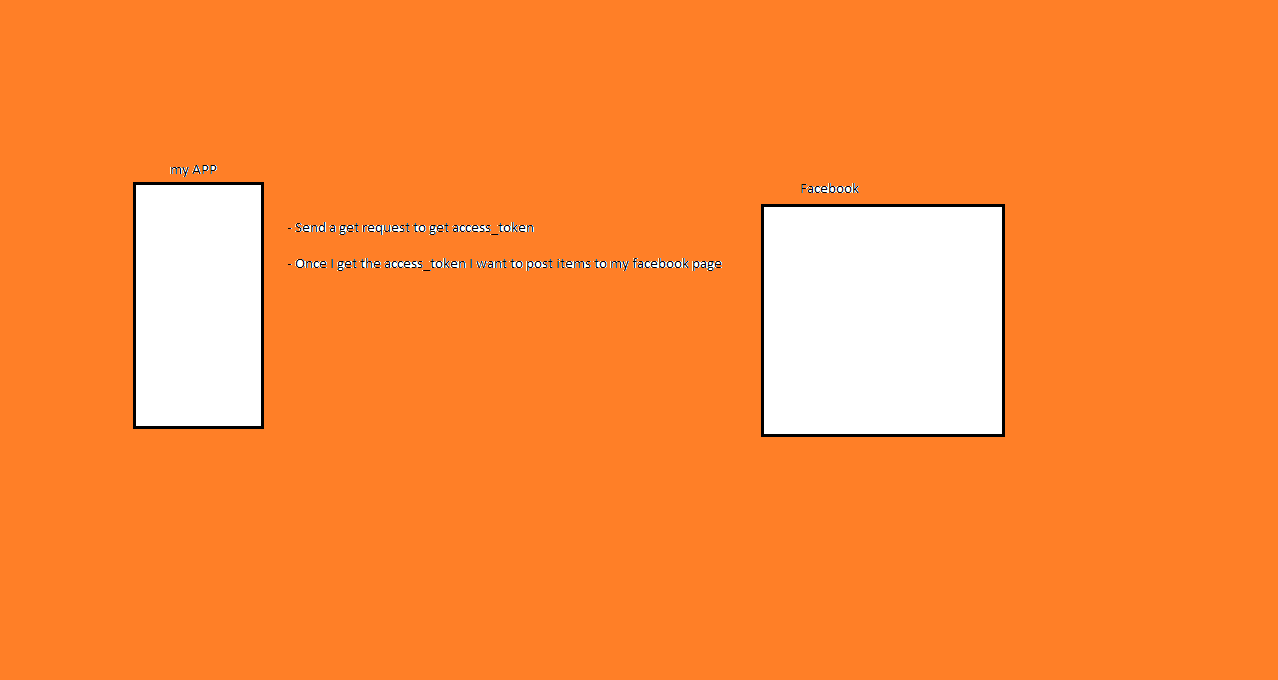 my APP
Facebook
- Send a get request to get access_token
- Once I get the access_token I want to post items to my facebook page